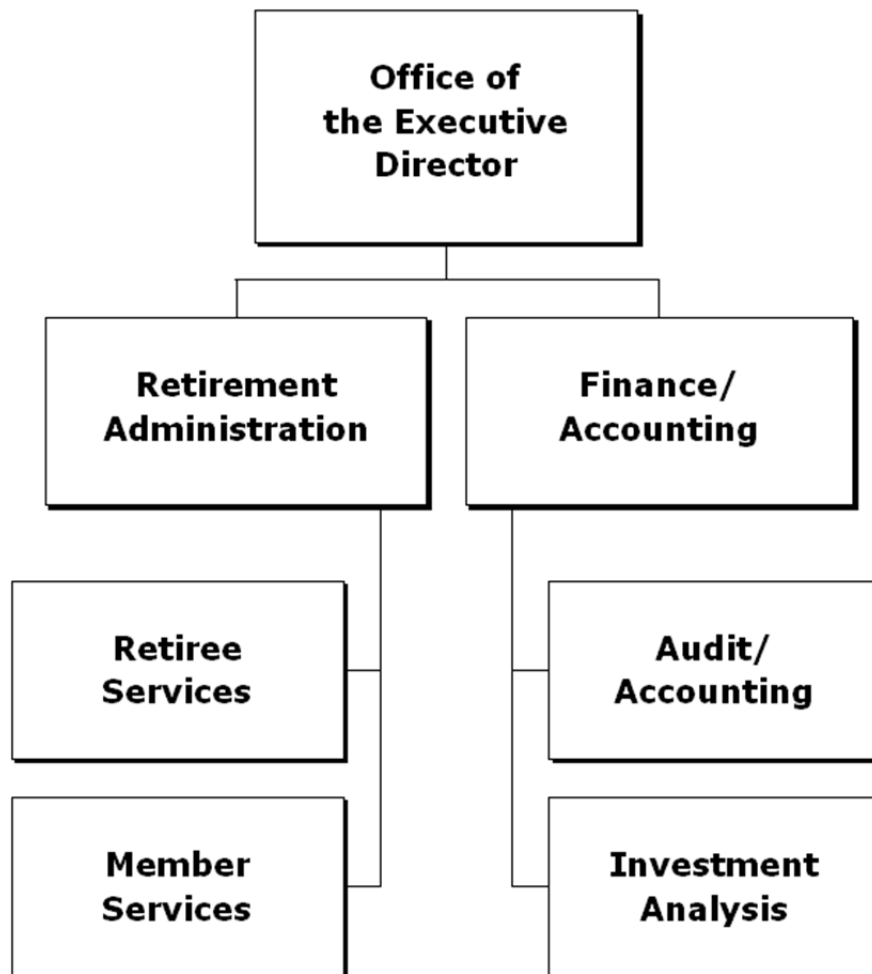 Office of
the Executive
Director
Retirement
Administration
Finance/
Accounting
Retiree
Services
Audit/
Accounting
Member
Services
Investment
Analysis